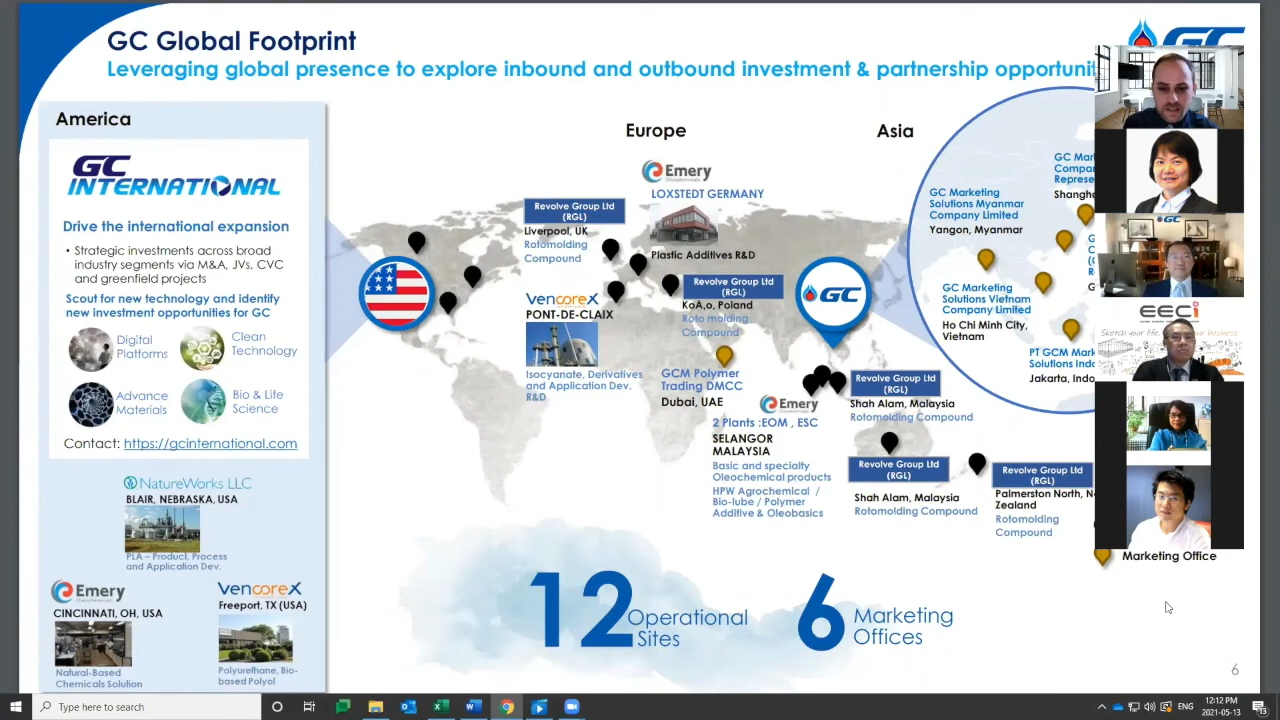 GC Global Footprint
Leveraging global presence to explore inbound and outbound investment & partnership
GC
America
GC
INTERNATIONAL
Drive the international expansion
• Strategic investments across broad
industry segments via M&A, JVs, CVC
and greenfield projects
Scout for new technology and identify
new investment opportunities for GC
Digital
Platforms
Clean
Technology
Advance
Materials
Bio & Life
Science
Contact: https://gcinternational.com
NatureWorks LLC
BLAIR, NEBRASKA, USA
PLA – Product, Process
and Application Dev.
Emery
CINCINNATI, OH, USA
Natural-Based
Chemicals Solution
VENCOREX
Freeport, TX (USA)
Polyurethane, Bio-
based Polyol
Europe
Emery
LOXSTEDT GERMANY
Plastic Additives R&D
Revolve Group Ltd
(RGL)
Liverpool, UK
Rotomolding
Compound
VENCOREX
PONT-DE-CLAIX
Isocyanate, Derivatives
and Application Dev.
R&D
Revolve Group Ltd
(RGL)
KoA,o, Poland
Roto molding
Compound
GCM Polymer
Trading DMCC
Dubai, UAE
Asia
GC
Emery
2 Plants :EOM , ESC
SELANGOR
MALAYSIA
Basic and specialty
Oleochemical products
HPW Agrochemical /
Bio-lube / Polymer
Additive & Oleobasics
Revolve Group Ltd
(RGL)
Shah Alam, Malaysia
Rotomolding Compound
Revolve Group Ltd
(RGL)
Shah Alam, Malaysia
Rotomolding Compound
Revolve Group Ltd
(RGL)
Palmerston North,
Zealand
Rotomolding
Compound
GC Marketing
Solutions Myanmar
Company Limited
Yangon, Myanmar
GC
GC Marketing
Solutions Vietnam
Company Limited
Ho Chi Minh City,
Vietnam
PT GCM
Solutions
Jakarta,
Marketing Office
12 Operational
Sites
6 Marketing
Offices
6
GC
EECi
Type here to search
ENG
12:12 PM
2021-05-13
13